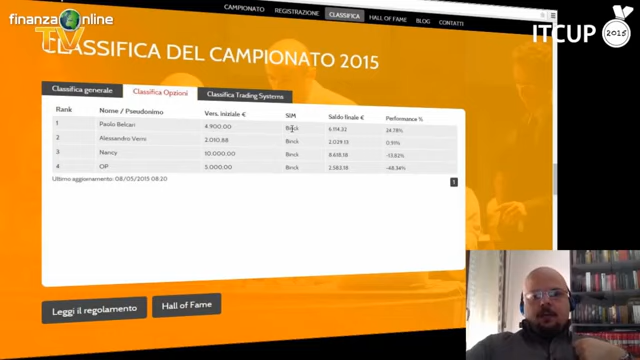 finanza online
TV
CAMPIONATO REGISTRAZIONE CLASSIFICA HALL OF FAME BLOG CONTATTI
ITCUP 2015
CLASSIFICA DEL CAMPIONATO 2015
Classifica generale Classifica Opzioni Classifica Trading Systems
Rank Nome / Pseudonimo Vers. iniziale € SIM Saldo finale € Performance %
1 Paolo Belcari 4.900.00 Binck 6.114,32 24.78%
2 Alessandro Verni 2.010.88 Binck 2.029.13 0.91%
3 Nancy 10.000.00 Binck 8.618,18 -13.82%
4 OP 5.000.00 Binck 2.583.18 -48,34%
Ultimo aggiornamento: 08/05/2015 08:20
1
Leggi il regolamento Hall of Fame